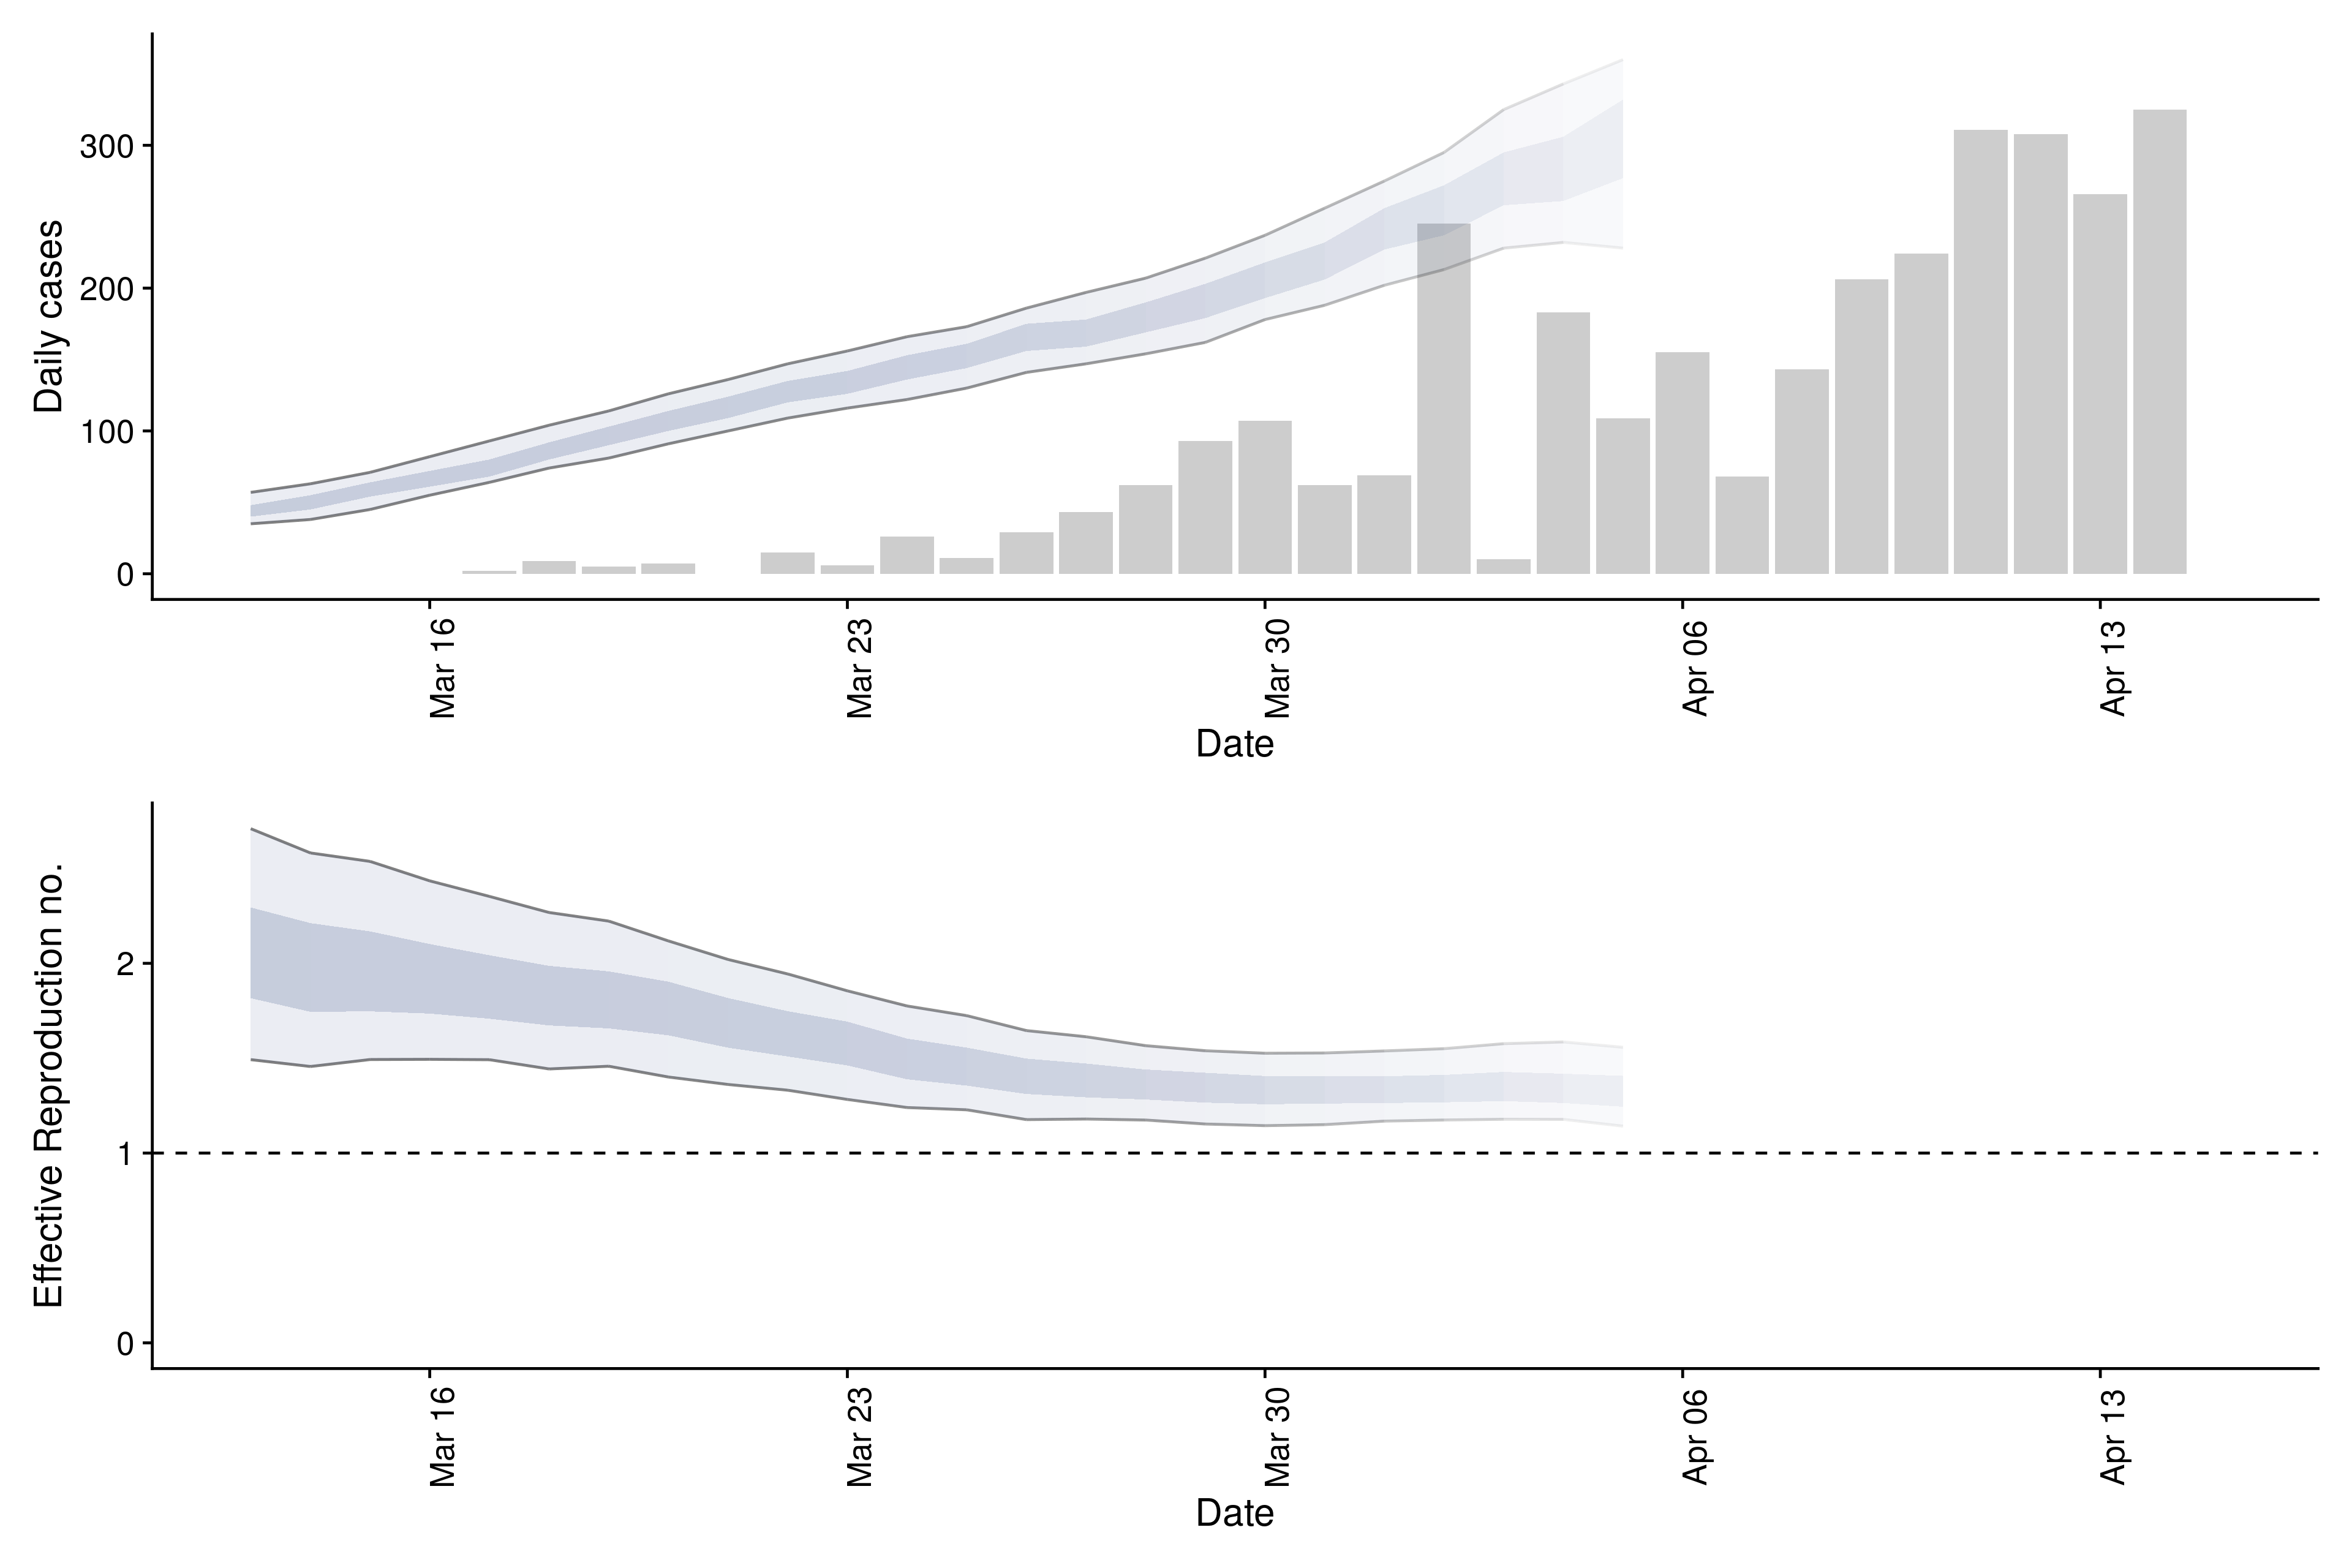 Daily cases
300
200
100
0
Mar 16
Mar 23
Mar 30
Apr 06
Apr 13
Date
Effective Reproduction no.
2
1
0
Mar 16
Mar 23
Mar 30
Apr 06
Apr 13
Date